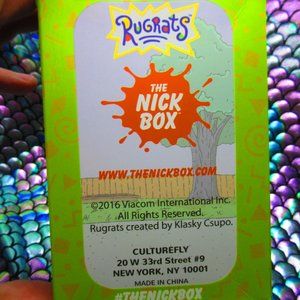 RUGRATS
THE
NICK
BOX™
WWW.THENICKBOX.COM
©2016 Viacom International Inc.
All Rights Reserved.
Rugrats created by Klasky Csupo.
CULTUREFLY
20 W 33rd Street #9
NEW YORK, NY 10001
MADE IN CHINA
#THENICKBOX